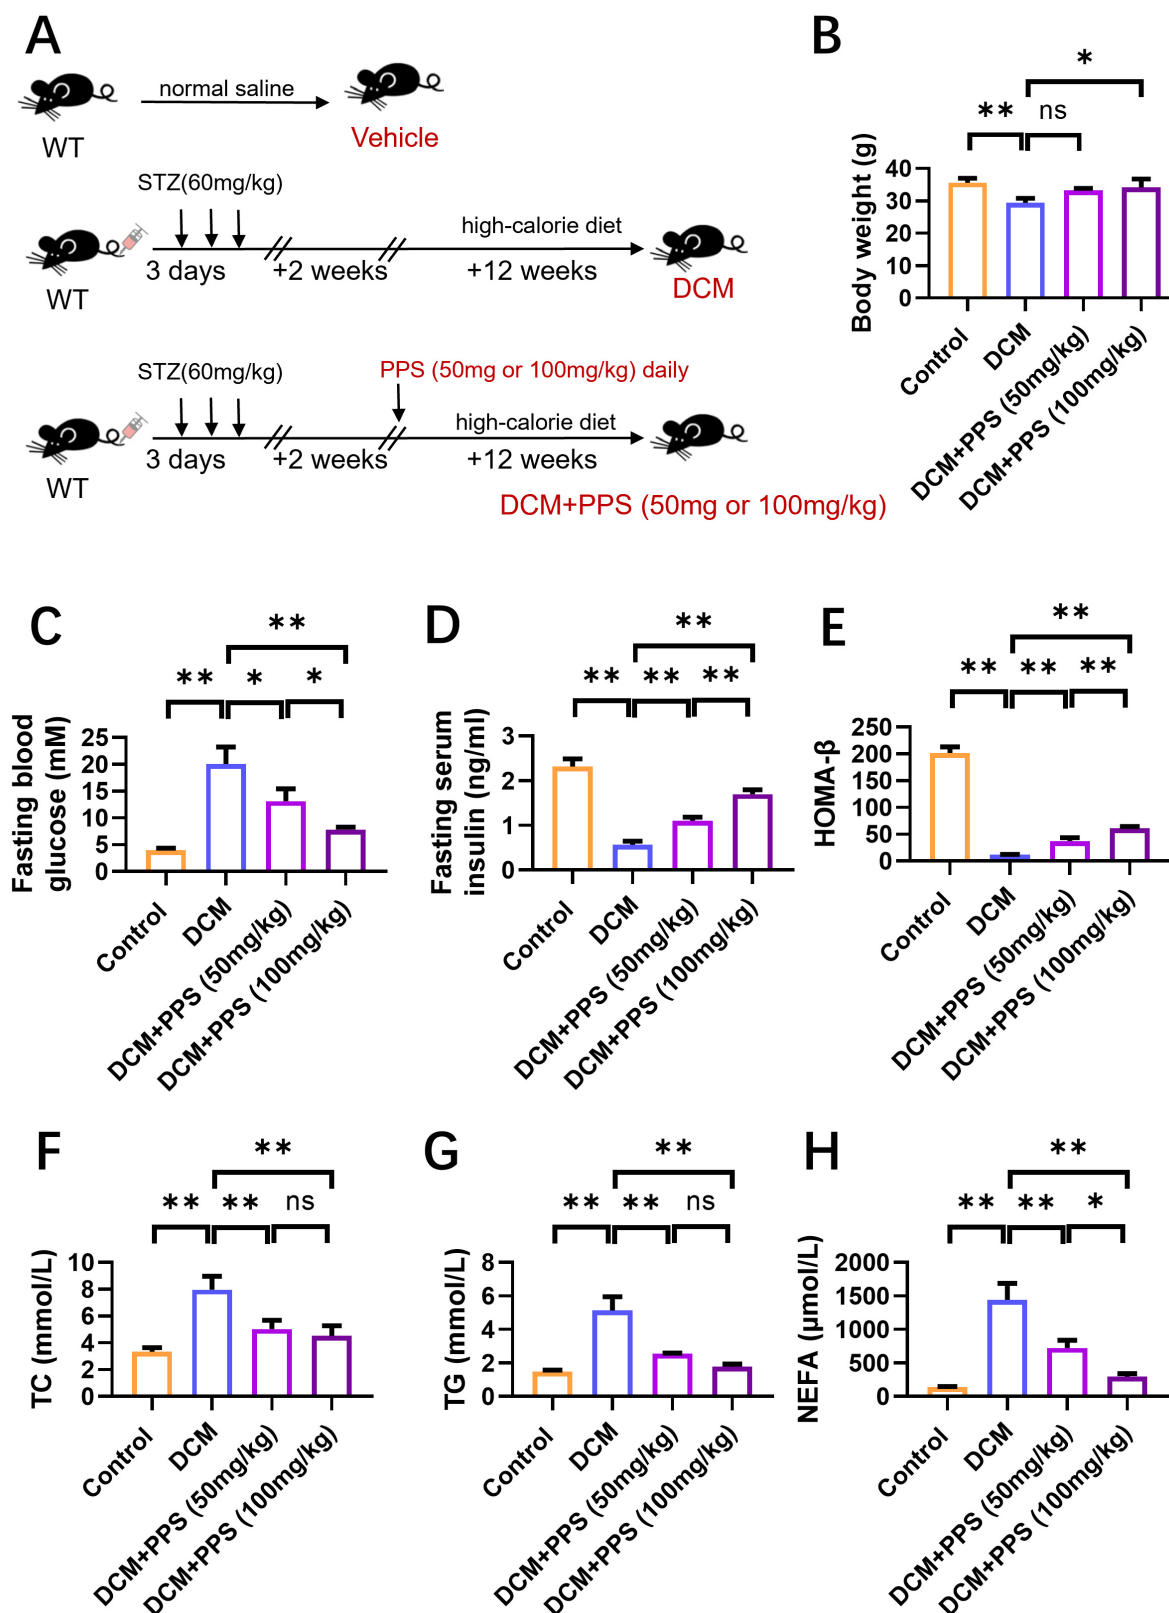 A
normal saline
WT
Vehicle
STZ(60mg/kg)
high-calorie diet
3 days
+2 weeks
+12 weeks
WT
DCM
STZ(60mg/kg)
PPS (50mg or 100mg/kg) daily
high-calorie diet
3 days
+2 weeks
+12 weeks
WT
DCM+PPS (50mg or 100mg/kg)
B
*
** ns
Body weight (g)
40
30
20
10
0
Control
DCM
DCM+PPS (50mg/kg)
DCM+PPS (100mg/kg)
C
**
** * *
Fasting blood
glucose (mM)
25
20
15
10
5
0
Control
DCM
DCM+PPS (50mg/kg)
DCM+PPS (100mg/kg)
D
**
** ** **
Fasting serum
insulin (ng/ml)
3
2
1
0
Control
DCM
DCM+PPS (50mg/kg)
DCM+PPS (100mg/kg)
E
**
** ** **
HOMA-β
250
200
150
100
50
0
Control
DCM
DCM+PPS (50mg/kg)
DCM+PPS (100mg/kg)
F
**
** ** ns
TC (mmol/L)
10
8
6
4
2
0
Control
DCM
DCM+PPS (50mg/kg)
DCM+PPS (100mg/kg)
G
**
** ** ns
TG (mmol/L)
8
6
4
2
0
Control
DCM
DCM+PPS (50mg/kg)
DCM+PPS (100mg/kg)
H
**
** ** *
NEFA (μmol/L)
2000
1500
1000
500
0
Control
DCM
DCM+PPS (50mg/kg)
DCM+PPS (100mg/kg)